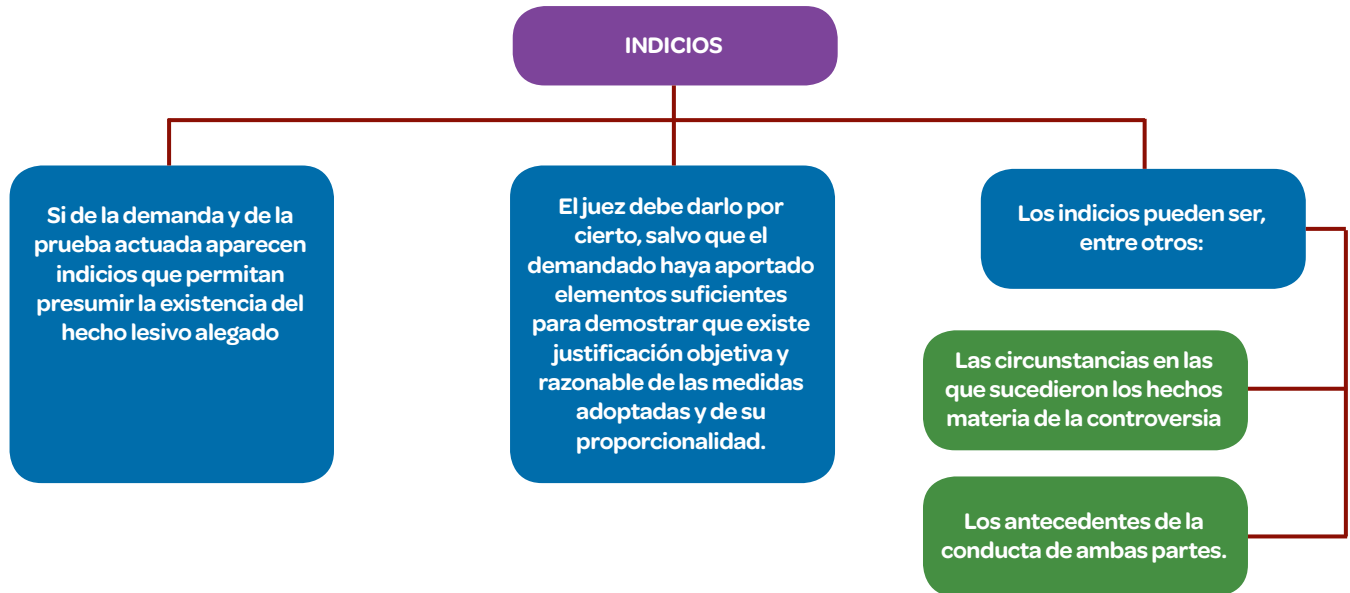 INDICIOS
Si de la demanda y de la
prueba actuada aparecen
indicios que permitan
presumir la existencia del
hecho lesivo alegado
El juez debe darlo por
cierto, salvo que el
demandado haya aportado
elementos suficientes
para demostrar que existe
justificación objetiva y
razonable de las medidas
adoptadas y de su
proporcionalidad.
Los indicios pueden ser,
entre otros:
Las circunstancias en las
que sucedieron los hechos
materia de la controversia
Los antecedentes de la
conducta de ambas partes.